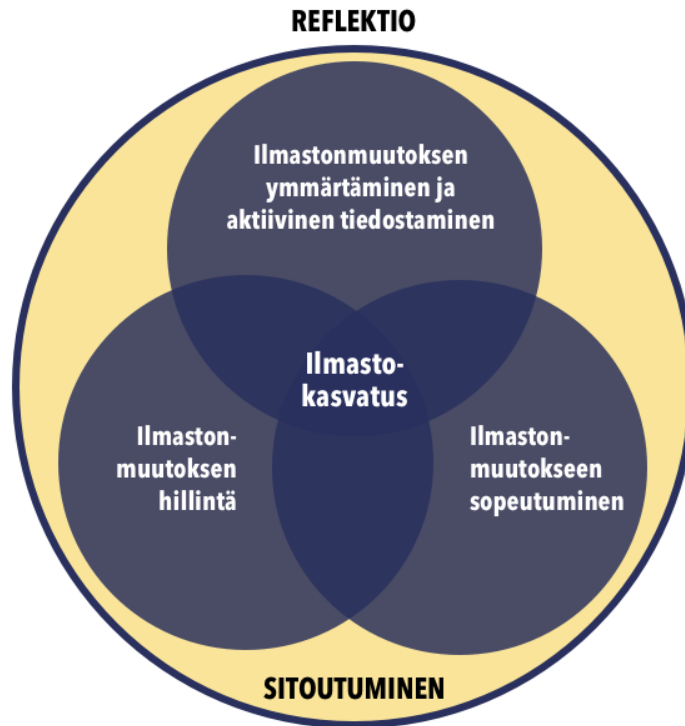 REFLEKTIO
Ilmastonmuutoksen
ymmärtäminen ja
aktiivinen tiedostaminen
Ilmasto-
kasvatus
Ilmaston-
muutoksen
hillintä
Ilmaston-
muutokseen
sopeutuminen
SITOUTUMINEN